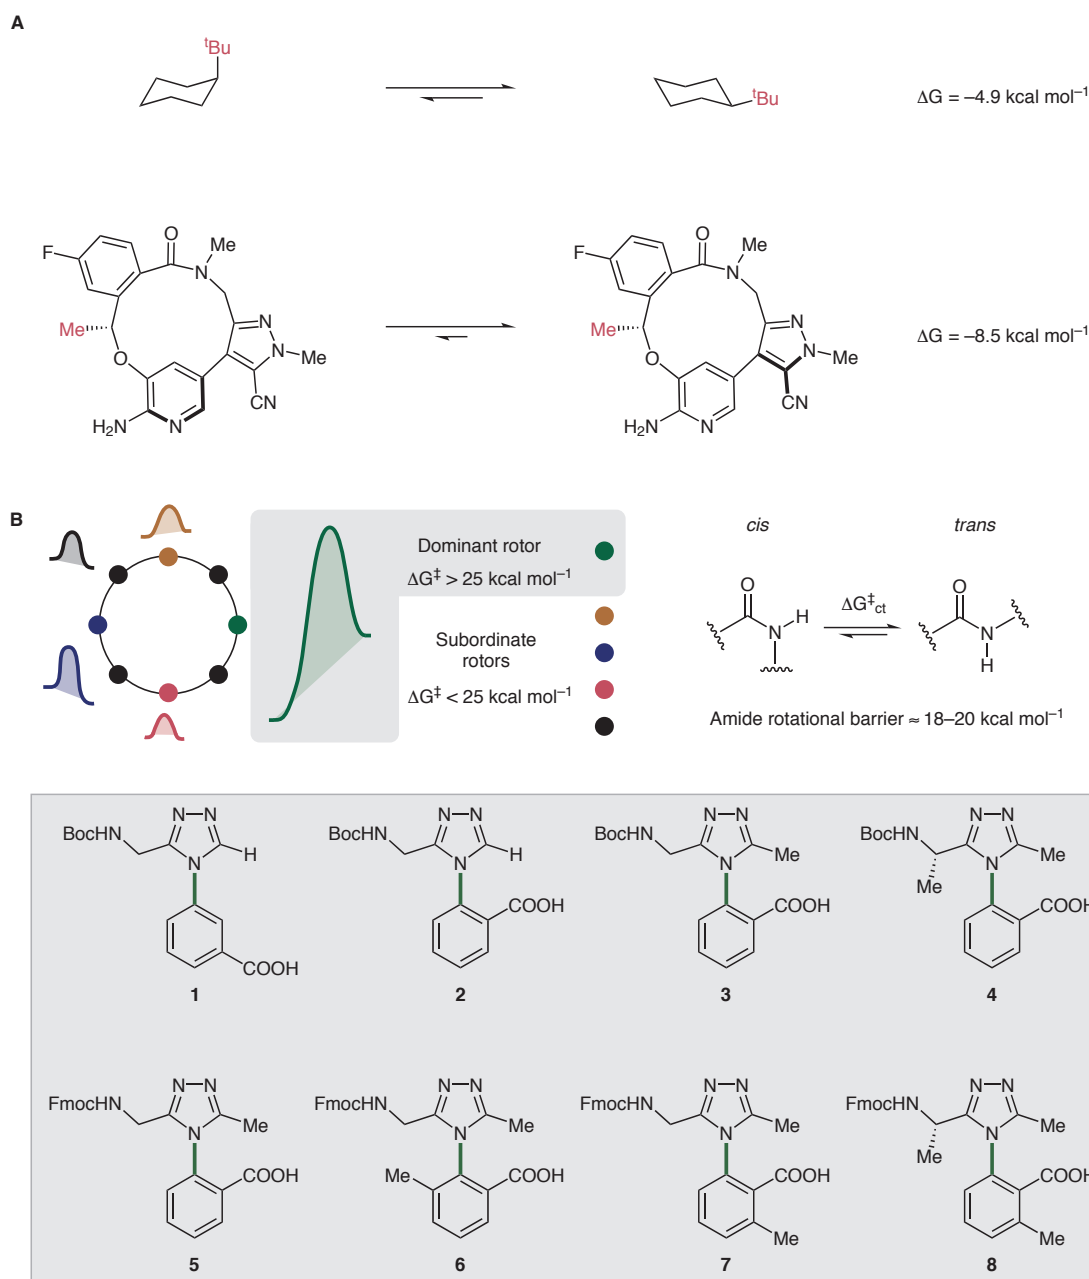 A
tBu
tBu
ΔG = –4.9 kcal mol–1
O
Me
F
N
Me
N
N
Me
O
CN
H2N
N
O
Me
F
N
Me
N
N
Me
O
CN
H2N
N
ΔG = –8.5 kcal mol–1
B
Dominant rotor
ΔG‡ > 25 kcal mol–1
Subordinate
rotors
ΔG‡ < 25 kcal mol–1
cis
trans
O
N
H
ΔG‡ct
O
N
H
Amide rotational barrier ≈ 18–20 kcal mol–1
N N
BocHN
H
N
COOH
1
N N
BocHN
H
N
COOH
2
N N
BocHN
Me
N
COOH
3
N N
BocHN
Me
N
Me
COOH
4
N N
FmocHN
Me
N
COOH
5
N N
FmocHN
Me
N
Me
COOH
6
N N
FmocHN
Me
N
COOH
Me
7
N N
FmocHN
Me
N
Me
COOH
Me
8